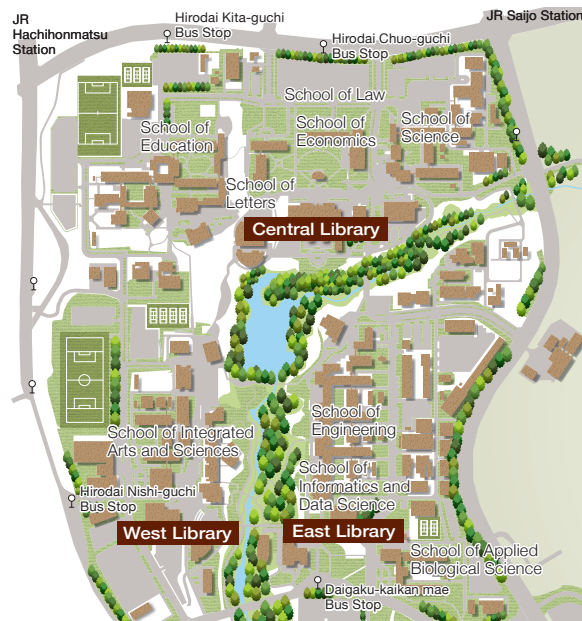 JR
Hachihonmatsu
Station
Hirodai Kita-guchi
Bus Stop
Hirodai Chuo-guchi
Bus Stop
JR Saijo Station
School of Law
School of
Education
School of
Economics
School of
Science
School of
Letters
Central Library
School of Integrated
Arts and Sciences
School of
Engineering
School of
Informatics and
Data Science
Hirodai Nishi-guchi
Bus Stop
West Library
East Library
School of Applied
Biological Science
Daigaku-kaikan mae
Bus Stop